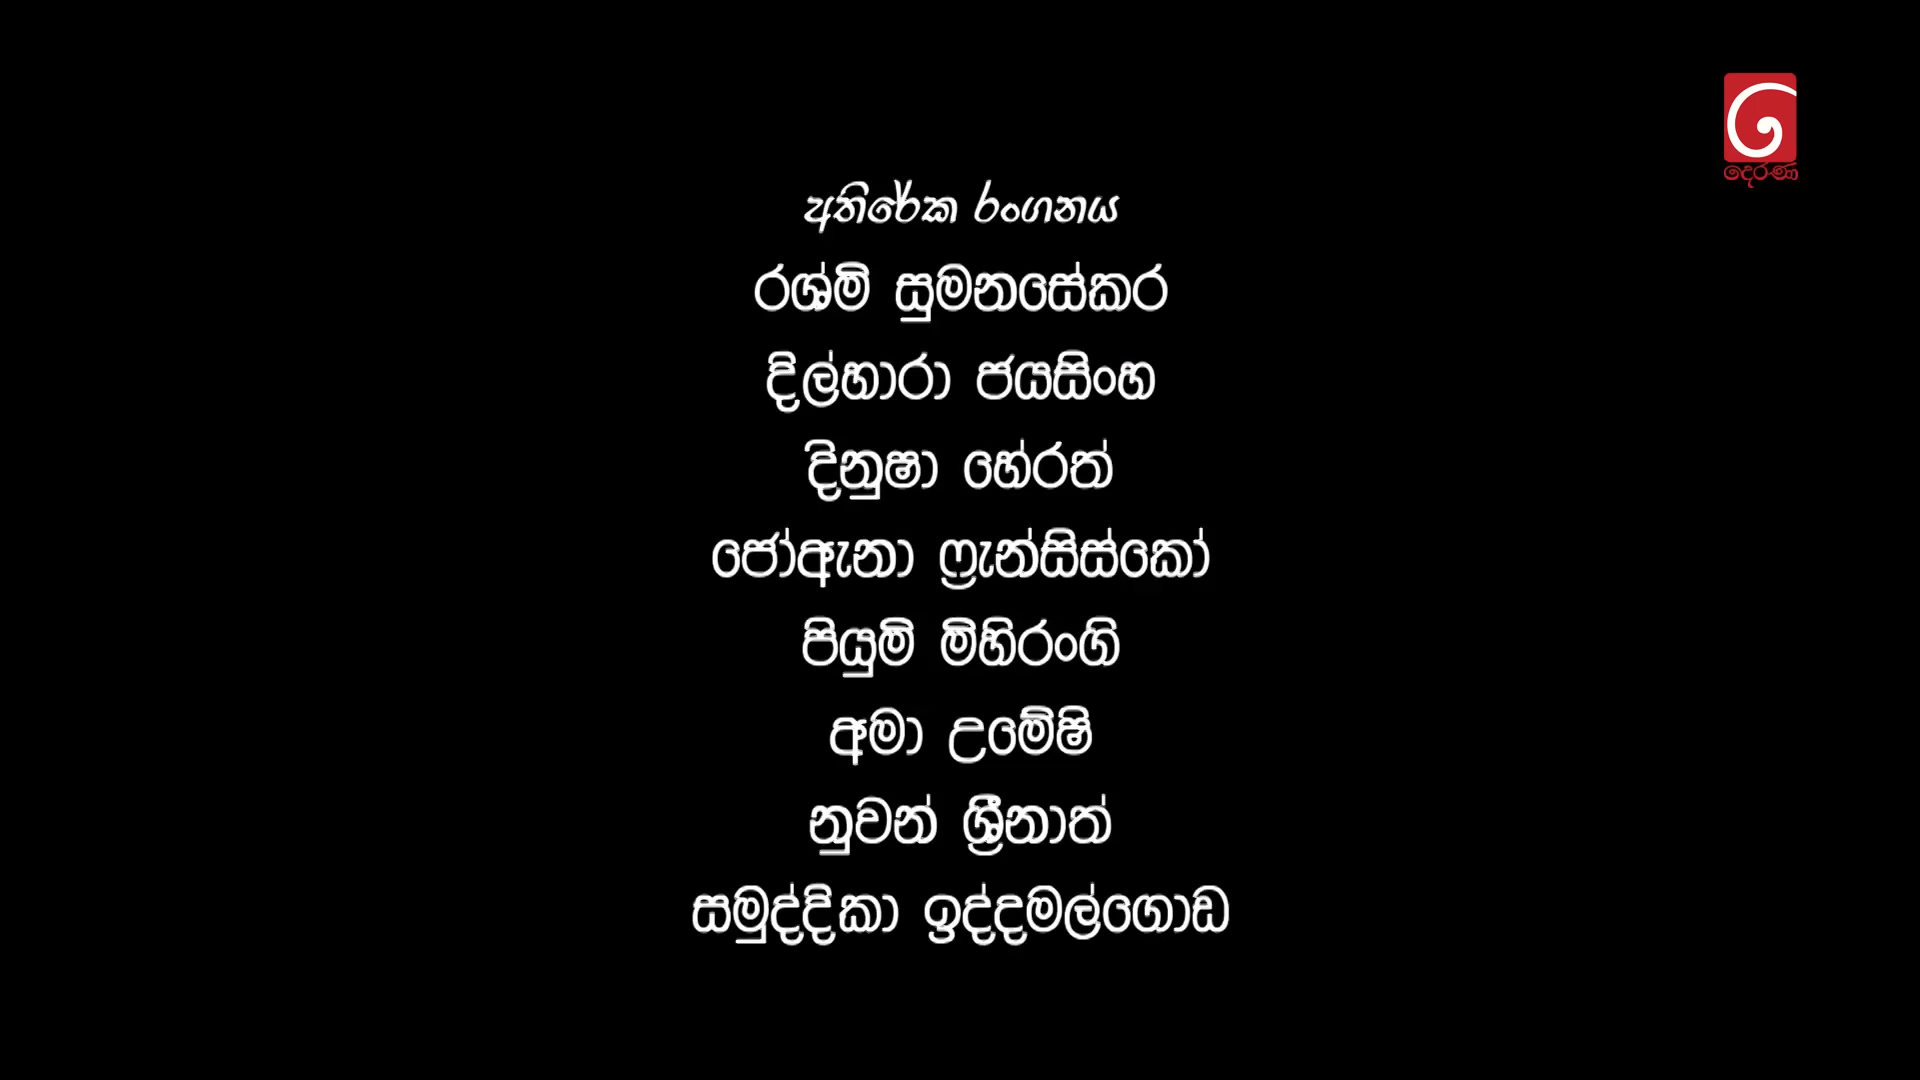 දෙරණ
අතිරේක රංගනය
රශ්මි සුමනසේකර
දිල්හාරා ජයසිංහ
දිනුෂා හේරත්
ජෝඇනා ෆ්‍රැන්සිස්කෝ
පියුමි මිහිරංගි
අමා උමේෂි
නුවන් ශ්‍රීනාත්
සමුද්දිකා ඉද්දමල්ගොඩ